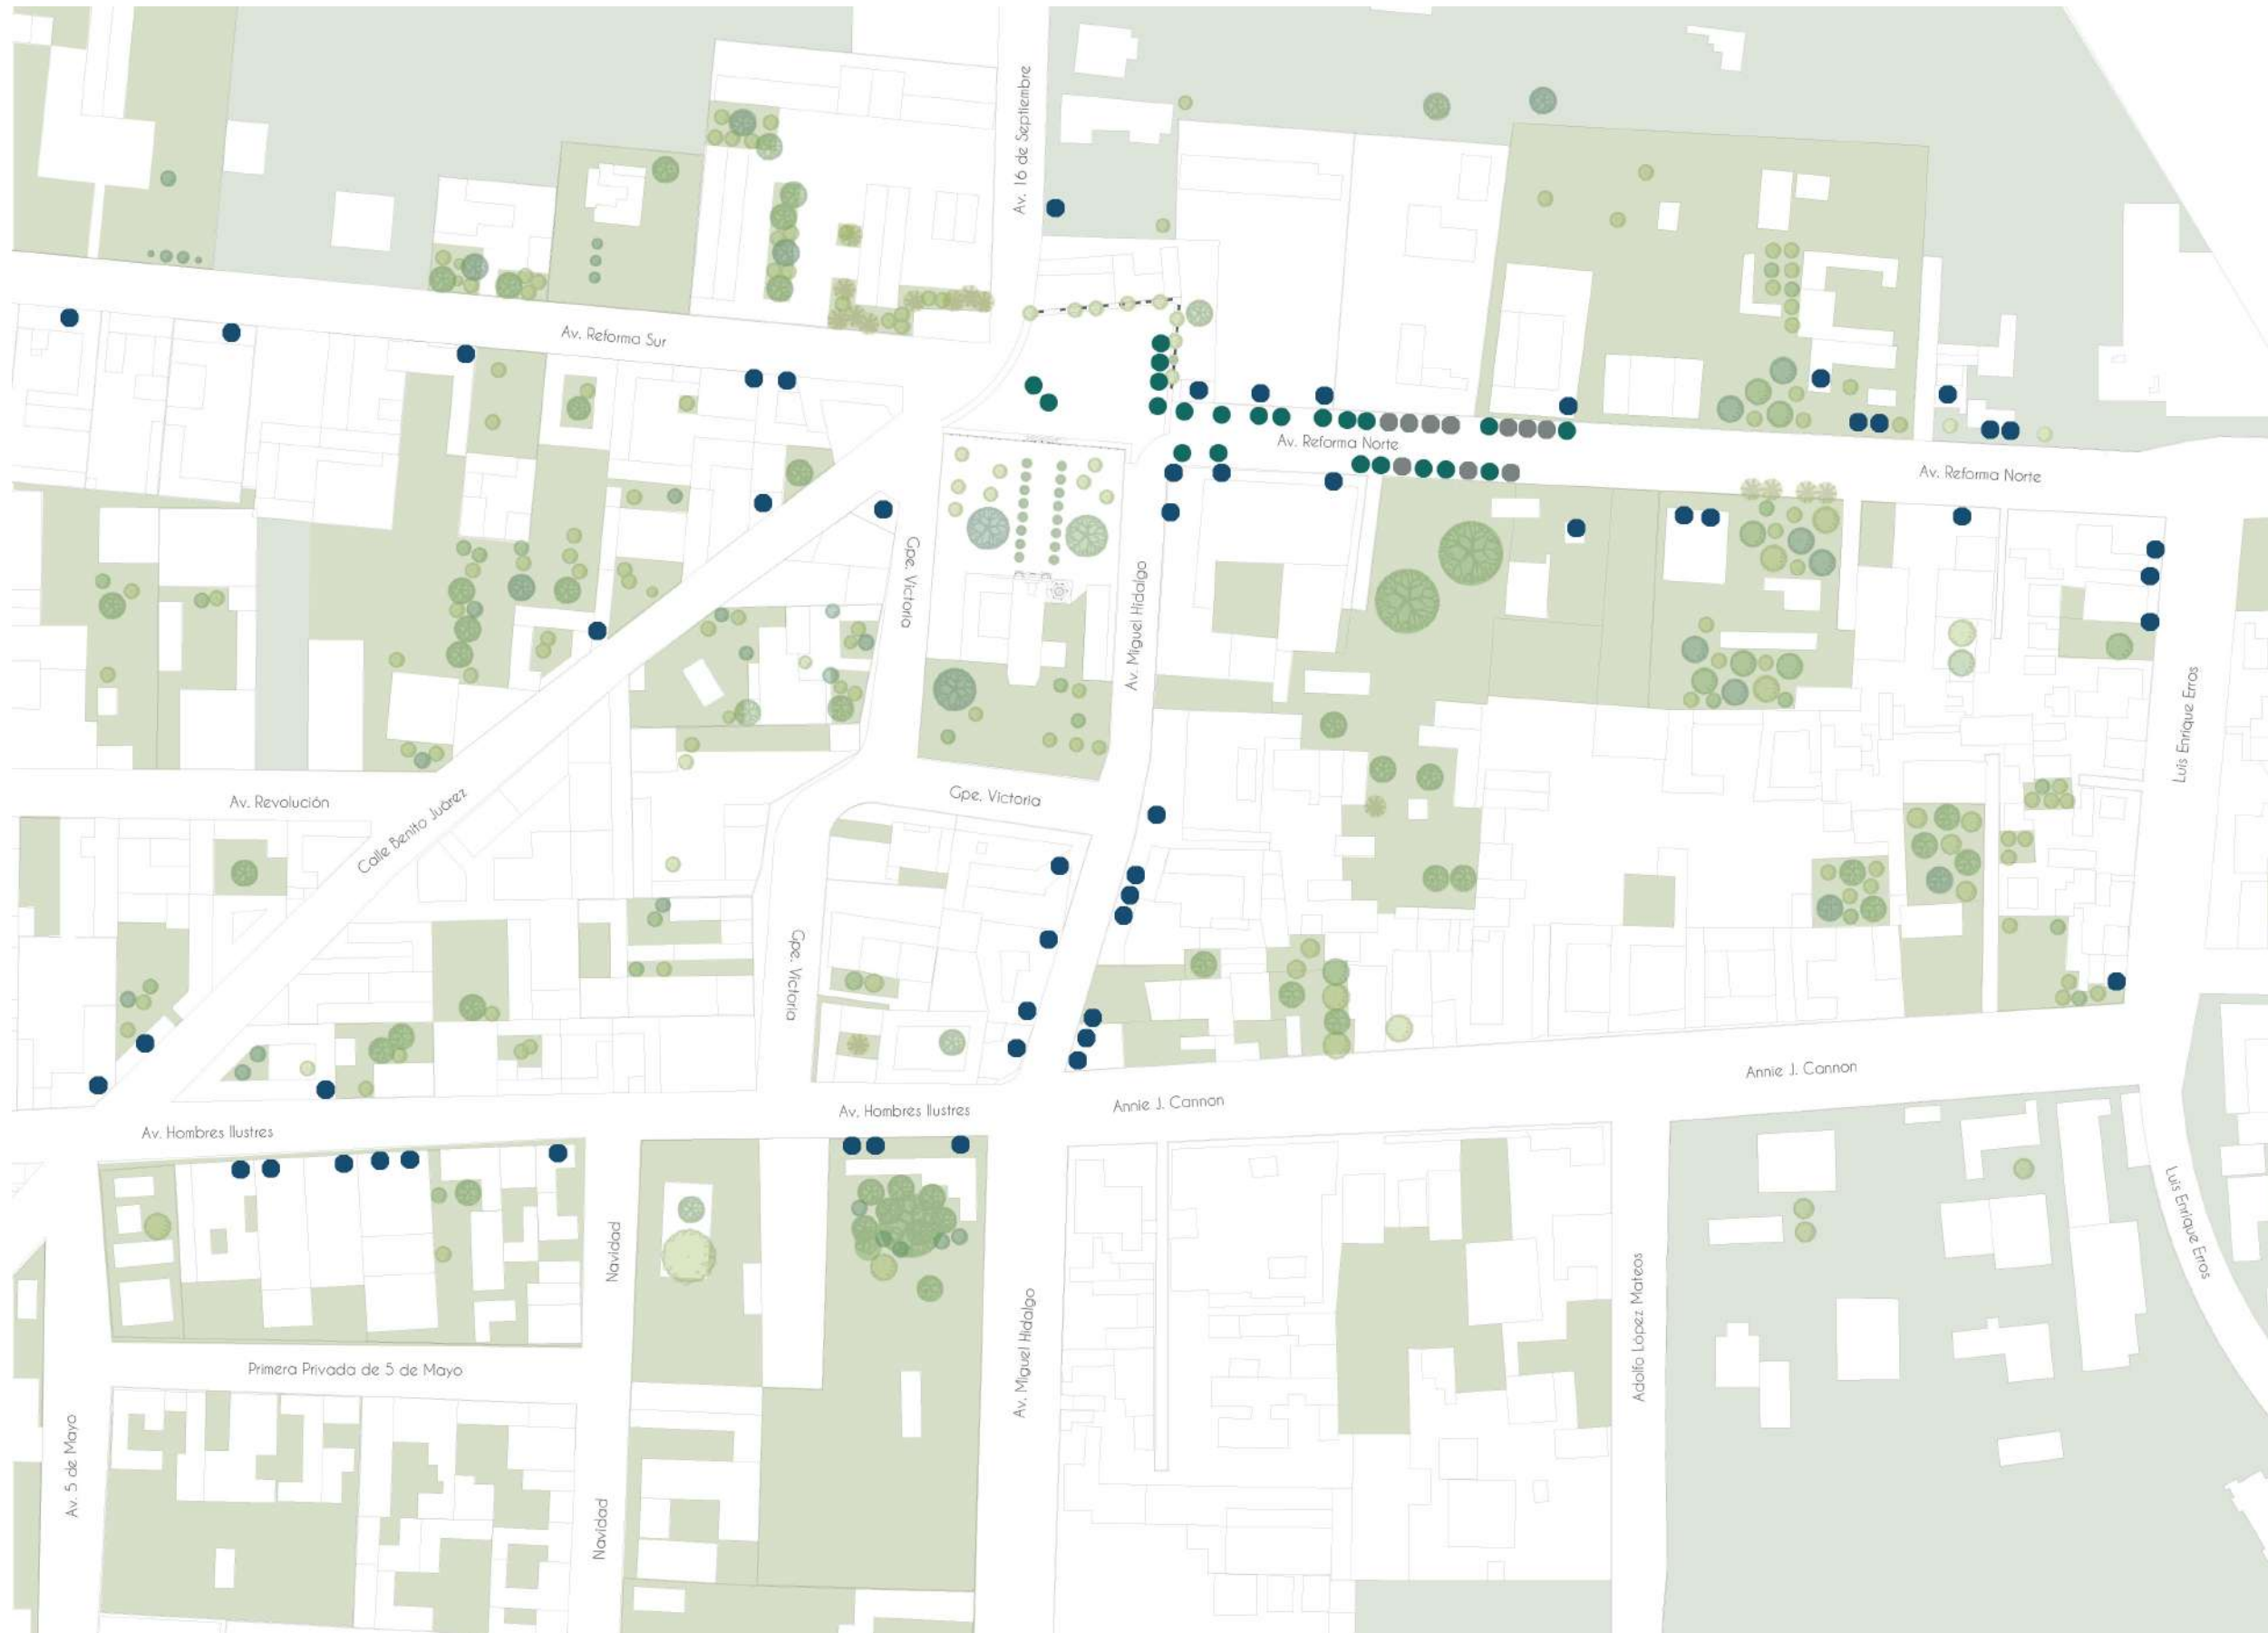 Av. 16 de Septiembre
Av. Reforma Sur
Av. Reforma Norte
Av. Reforma Norte
Gpe. Victoria
Av. Miguel Hidalgo
Luis Enrique Erros
Av. Revolución
Calle Benito Juárez
Gpe. Victoria
Gpe. Victoria
Annie J. Cannon
Annie J. Cannon
Av. Hombres Ilustres
Av. Hombres Ilustres
Luis Enrique Erros
Navidad
Av. Miguel Hidalgo
Adolfo López Mateos
Primera Privada de 5 de Mayo
Av. 5 de Mayo
Navidad